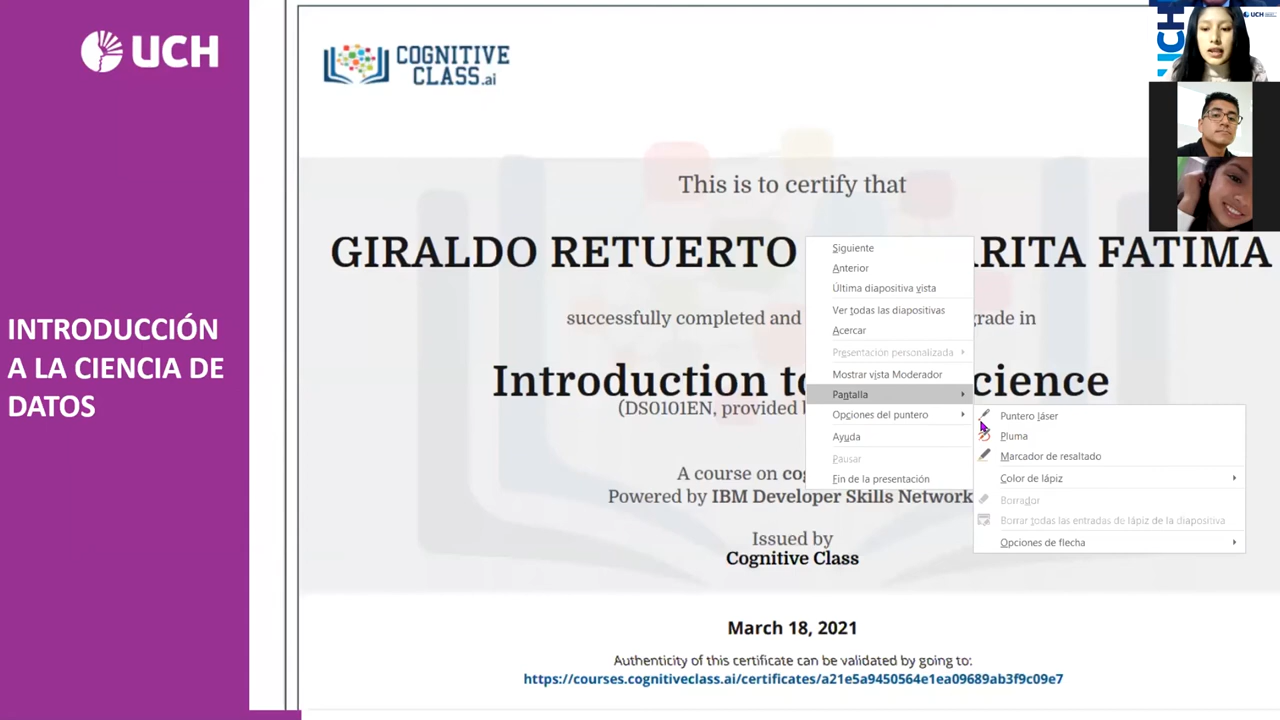 UCH
INTRODUCCIÓN
A LA CIENCIA DE
DATOS
COGNITIVE
CLASS.ai
This is to certify that
GIRALDO RETUERTO RITA FATIMA
successfully completed and grade in
Introduction to cience
(DS0101EN, provided b
A course on cog
Powered by IBM Developer Skills Network
Issued by
Cognitive Class
March 18, 2021
Authenticity of this certificate can be validated by going to:
https://courses.cognitiveclass.ai/certificates/a21e5a9450564e1ea09689ab3f9c09e7
Siguiente
Anterior
Última diapositiva vista
Ver todas las diapositivas
Acercar
Presentación personalizada
Mostrar vista Moderador
Pantalla
Opciones del puntero
Ayuda
Pausar
Fin de la presentación
Puntero láser
Pluma
Marcador de resaltado
Color de lápiz
Borrador
Borrar todas las entradas de lápiz de la diapositiva
Opciones de flecha
UCH
UCH